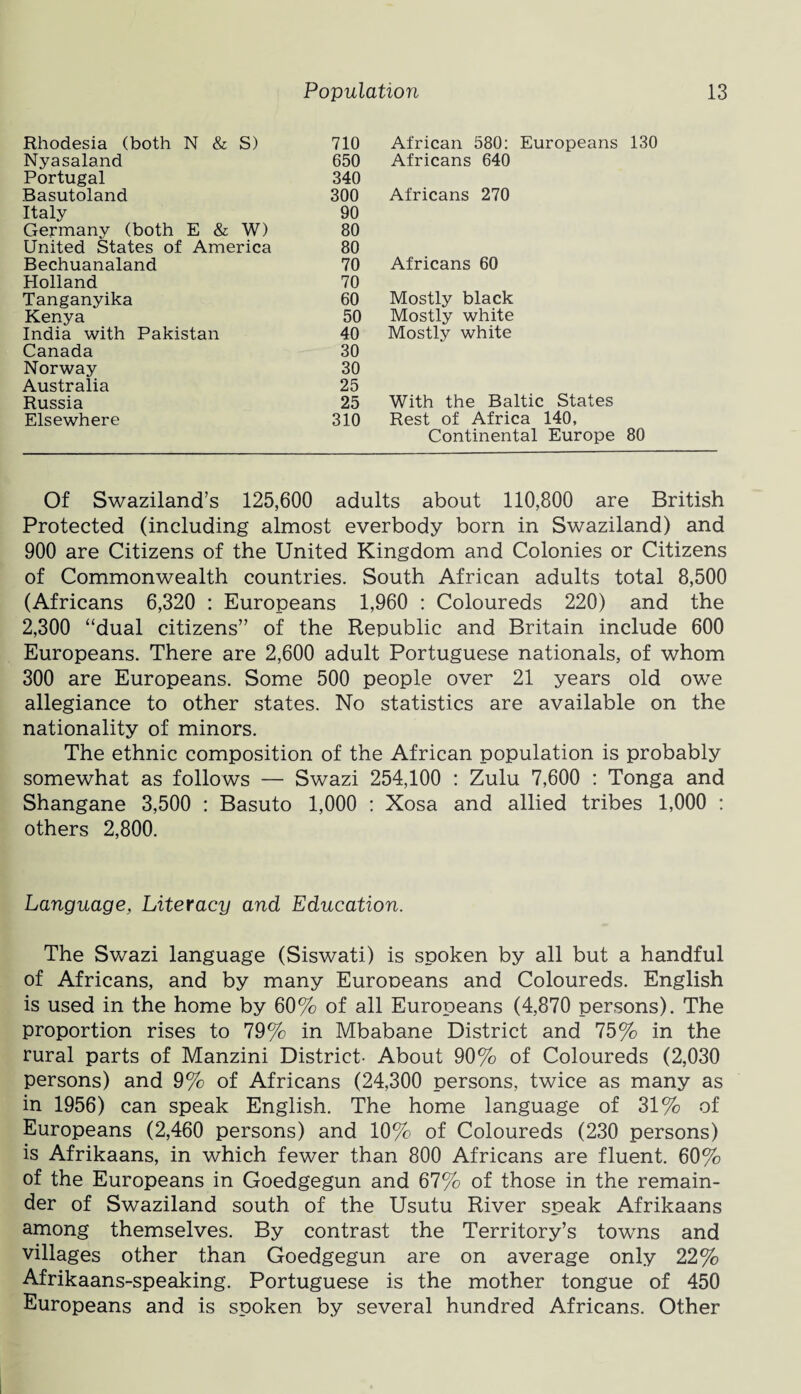 Population 13
Rhodesia (both N & S) 710 African 580: Europeans 130
Nyasaland 650 Africans 640
Portugal 340
Basutoland 300 Africans 270
Italy 90
Germany (both E & W) 80
United States of America 80
Bechuanaland 70 Africans 60
Holland 70
Tanganyika 60 Mostly black
Kenya 50 Mostly white
India with Pakistan 40 Mostly white
Canada 30
Norway 30
Australia 25
Russia 25 With the Baltic States
Elsewhere 310 Rest of Africa 140,
Continental Europe 80
Of Swaziland's 125,600 adults about 110,800 are British
Protected (including almost everbody born in Swaziland) and
900 are Citizens of the United Kingdom and Colonies or Citizens
of Commonwealth countries. South African adults total 8,500
(Africans 6,320 : Europeans 1,960 : Coloureds 220) and the
2,300 “dual citizens” of the Republic and Britain include 600
Europeans. There are 2,600 adult Portuguese nationals, of whom
300 are Europeans. Some 500 people over 21 years old owe
allegiance to other states. No statistics are available on the
nationality of minors.
The ethnic composition of the African population is probably
somewhat as follows — Swazi 254,100 : Zulu 7,600 : Tonga and
Shangane 3,500 : Basuto 1,000 : Xosa and allied tribes 1,000 :
others 2,800.
Language, Literacy and Education.
The Swazi language (Siswati) is spoken by all but a handful
of Africans, and by many Europeans and Coloureds. English
is used in the home by 60% of all Europeans (4,870 persons). The
proportion rises to 79% in Mbabane District and 75% in the
rural parts of Manzini District. About 90% of Coloureds (2,030
persons) and 9% of Africans (24,300 persons, twice as many as
in 1956) can speak English. The home language of 31% of
Europeans (2,460 persons) and 10% of Coloureds (230 persons)
is Afrikaans, in which fewer than 800 Africans are fluent. 60%
of the Europeans in Goedgegun and 67% of those in the remain-
der of Swaziland south of the Usutu River speak Afrikaans
among themselves. By contrast the Territory's towns and
villages other than Goedgegun are on average only 22%
Afrikaans-speaking. Portuguese is the mother tongue of 450
Europeans and is spoken by several hundred Africans. Other